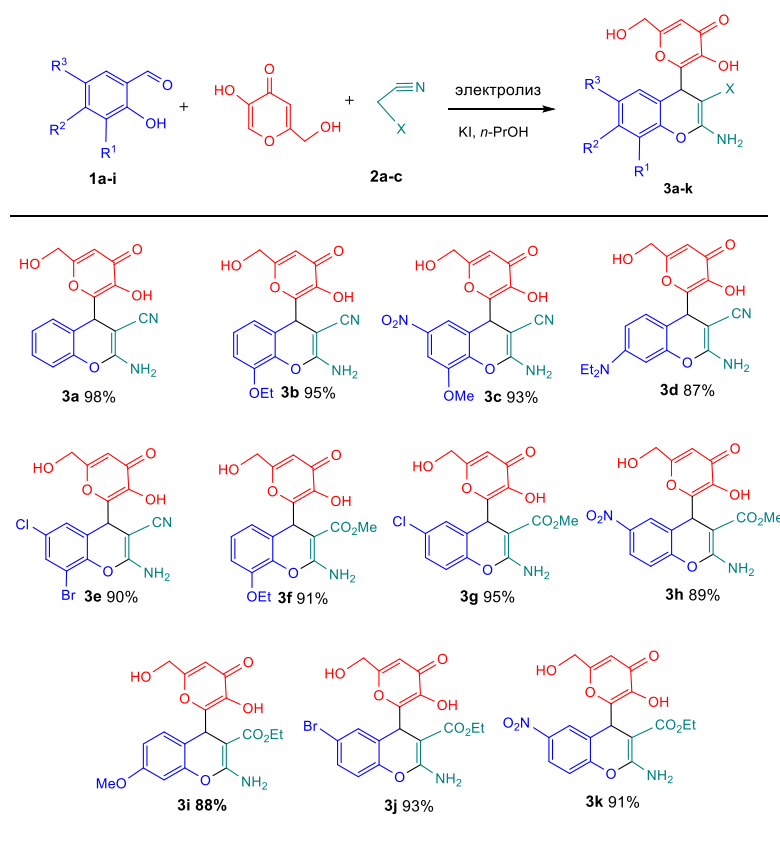 R³
O
R²
OH
R¹
1a-i
+
O
HO
O
OH
+
N
X
2a-c
электролиз
KI, n-PrOH
HO
O
O
OH
R³
X
R²
O
NH₂
R¹
3a-k
HO
O
O
OH
CN
O
NH₂
3a 98%
HO
O
O
OH
CN
O
NH₂
OEt
3b 95%
HO
O
O
OH
O₂N
CN
O
NH₂
OMe
3c 93%
HO
O
O
OH
CN
Et₂N
O
NH₂
3d 87%
HO
O
O
OH
Cl
CN
O
NH₂
Br
3e 90%
HO
O
O
OH
CO₂Me
O
NH₂
OEt
3f 91%
HO
O
O
OH
Cl
CO₂Me
O
NH₂
3g 95%
HO
O
O
OH
O₂N
CO₂Me
O
NH₂
3h 89%
HO
O
O
OH
CO₂Et
MeO
O
NH₂
3i 88%
HO
O
O
OH
Br
CO₂Et
O
NH₂
3j 93%
HO
O
O
OH
O₂N
CO₂Et
O
NH₂
3k 91%